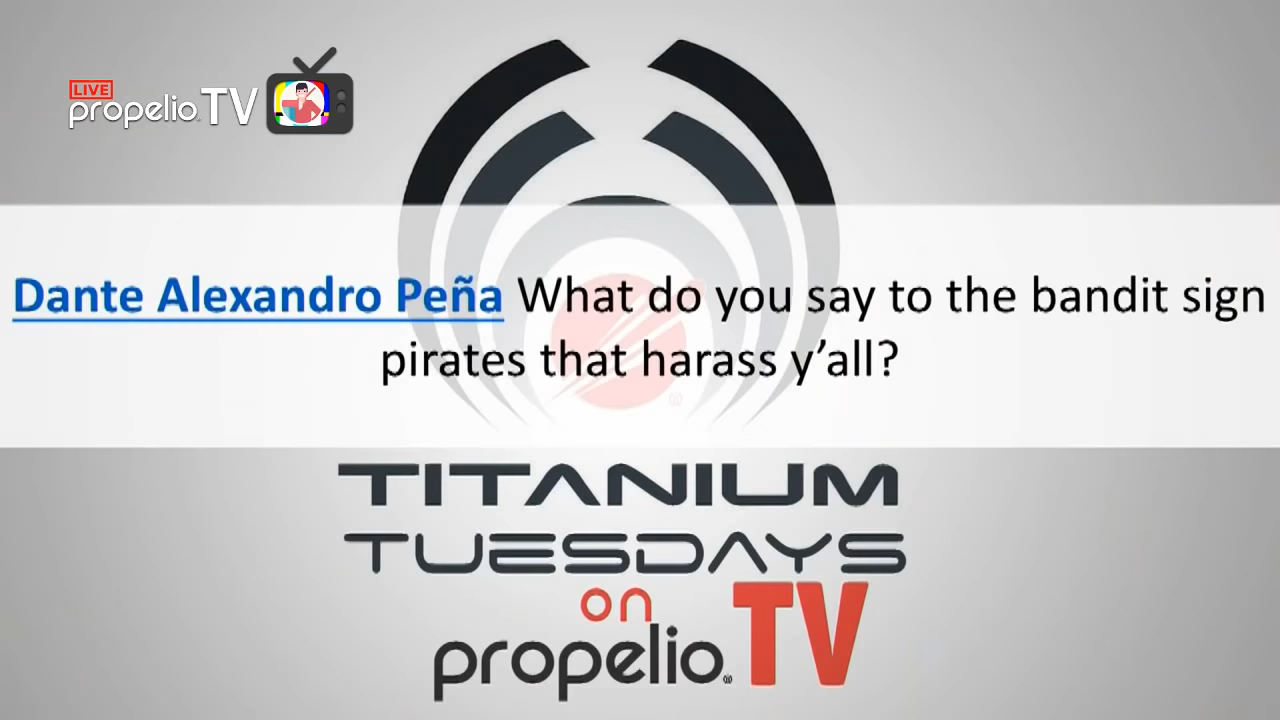 LIVE
propelio. TV
Dante Alexandro Peña What do you say to the bandit sign
pirates that harass y’all?
TITANIUM
TUESDAYS
on
propelio® TV